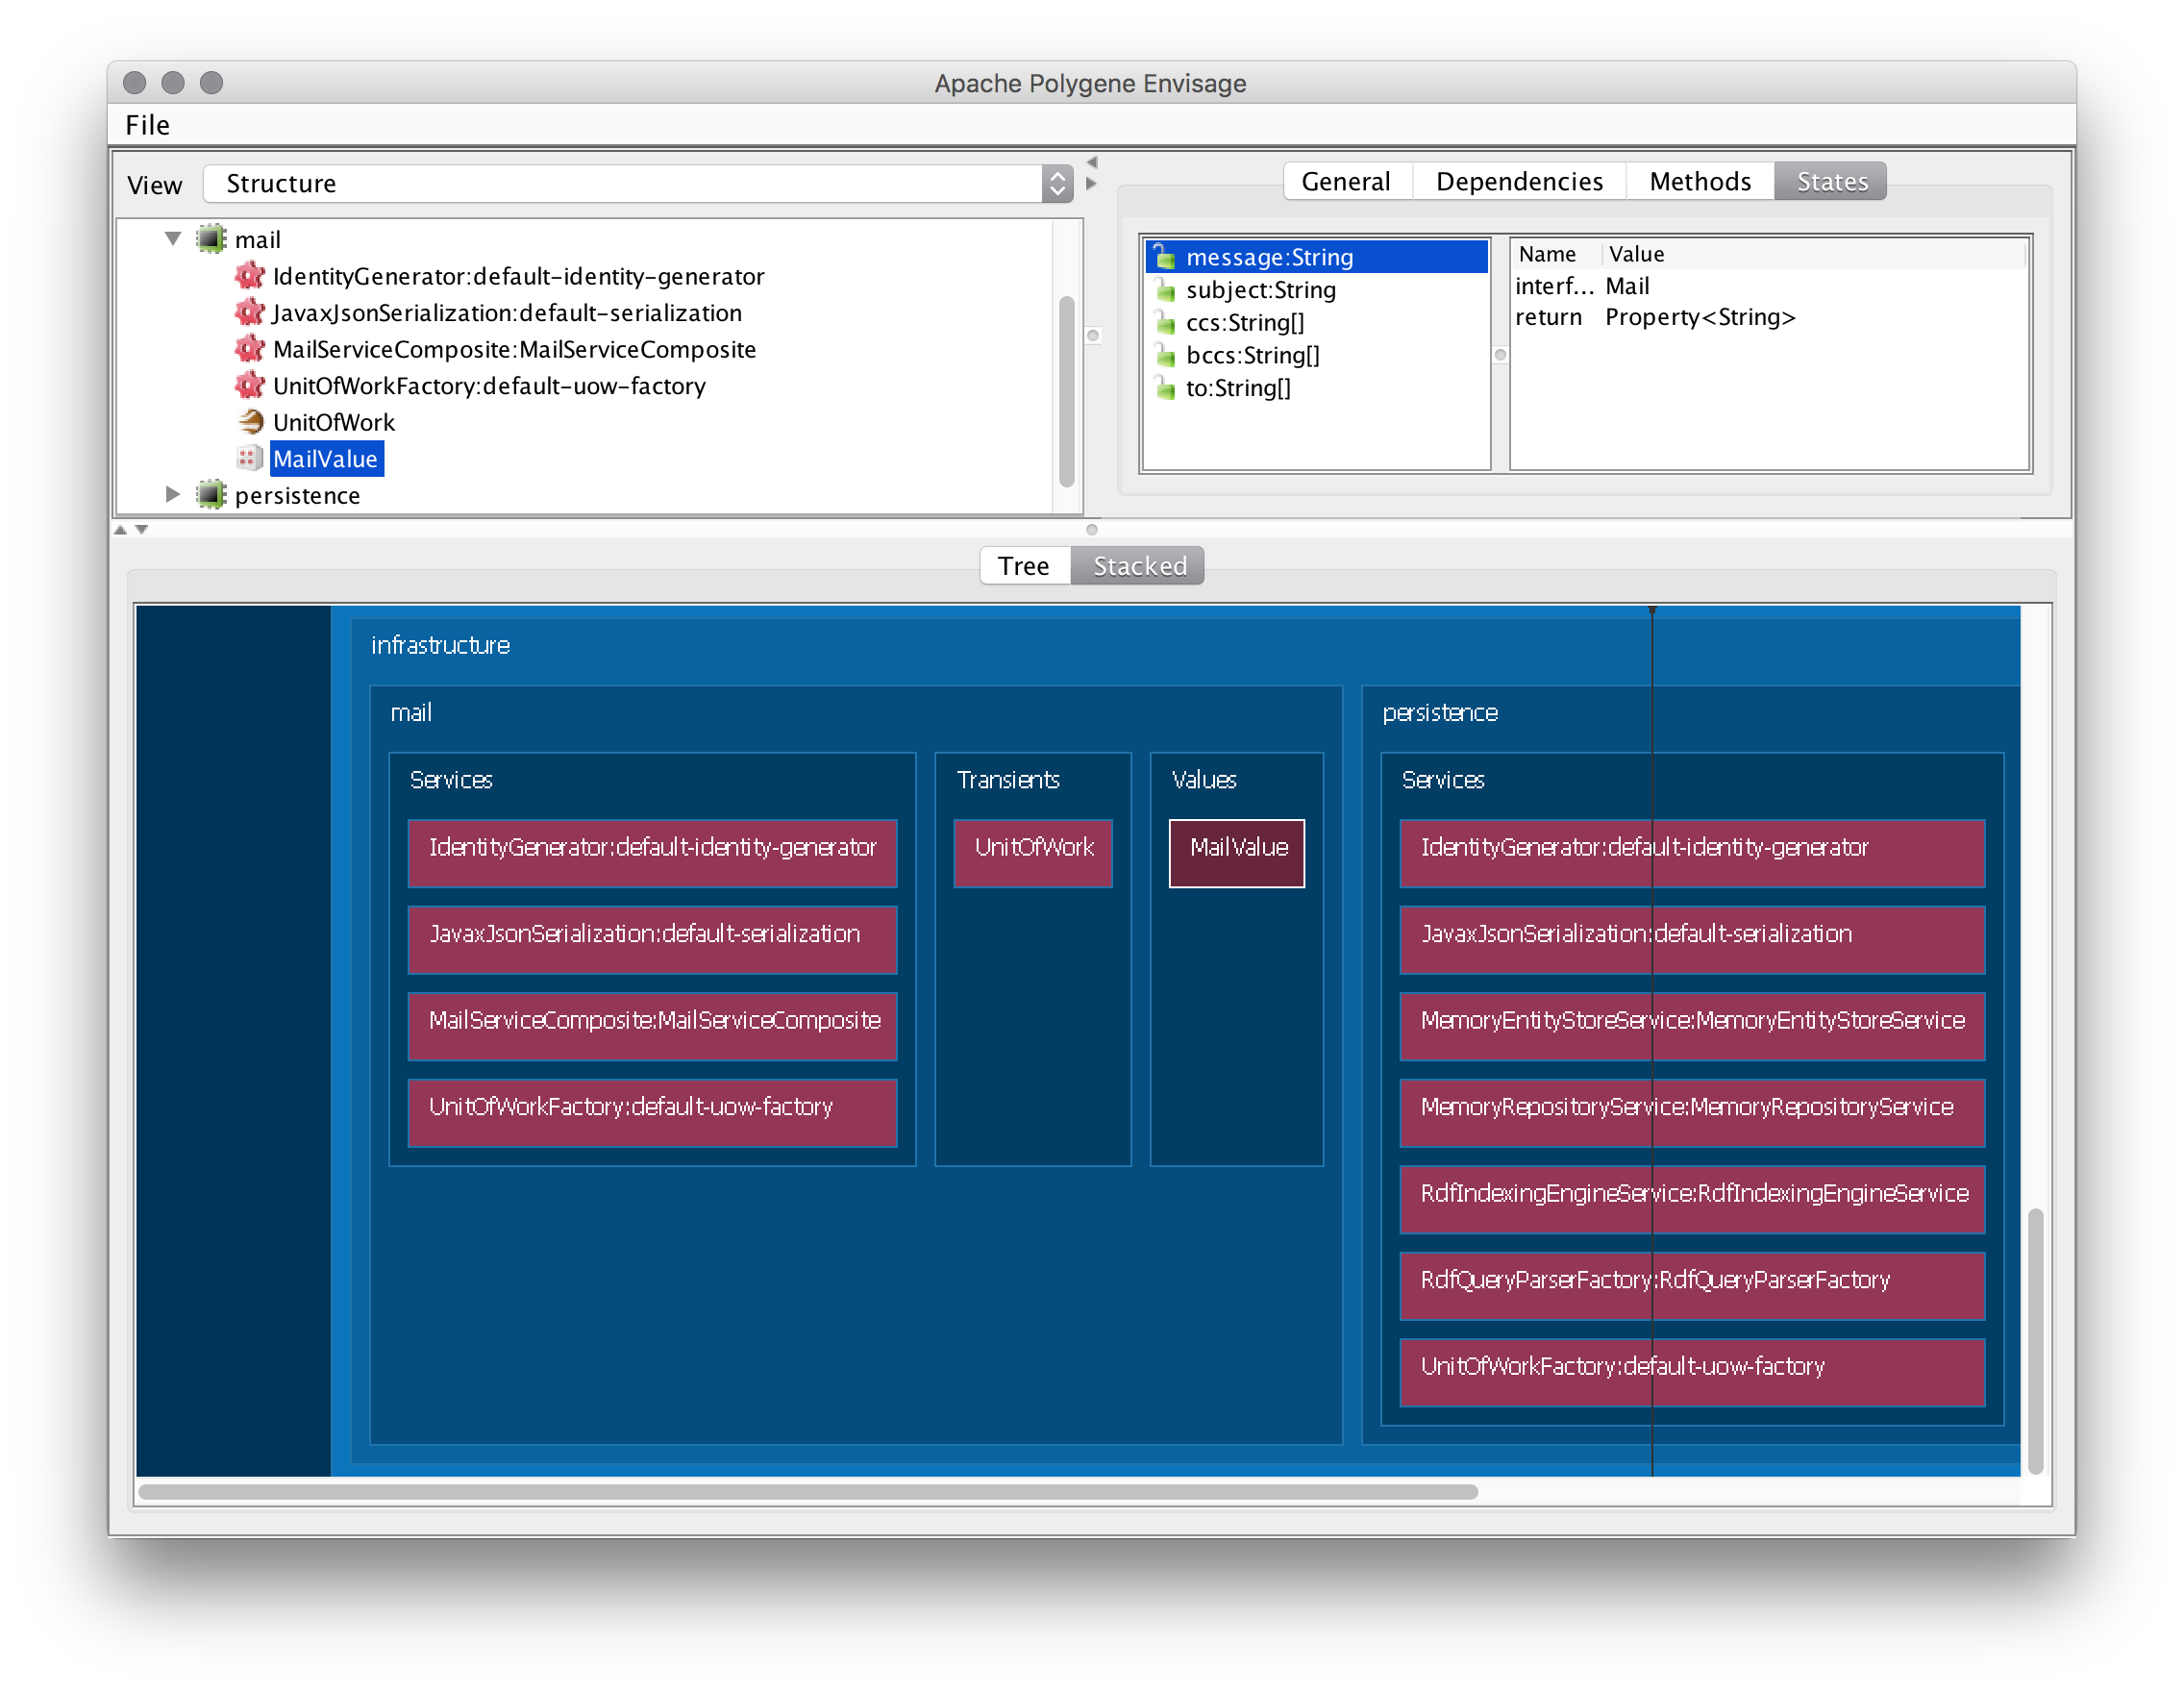 Apache Polygene Envisage
File
View Structure
mail
IdentityGenerator:default-identity-generator
JavaxJsonSerialization:default-serialization
MailServiceComposite:MailServiceComposite
UnitOfWorkFactory:default-uow-factory
UnitOfWork
MailValue
persistence
General Dependencies Methods States
message:String
subject:String
ccs:String[]
bccs:String[]
to:String[]
Name Value
interf... Mail
return Property<String>
Tree Stacked
infrastructure
mail
Services
IdentityGenerator:default-identity-generator
JavaxJsonSerialization:default-serialization
MailServiceComposite:MailServiceComposite
UnitOfWorkFactory:default-uow-factory
Transients
UnitOfWork
Values
MailValue
persistence
Services
IdentityGenerator:default-identity-generator
JavaxJsonSerialization:default-serialization
MemoryEntityStoreService:MemoryEntityStoreService
MemoryRepositoryService:MemoryRepositoryService
RdfIndexingEngineService:RdfIndexingEngineService
RdfQueryParserFactory:RdfQueryParserFactory
UnitOfWorkFactory:default-uow-factory